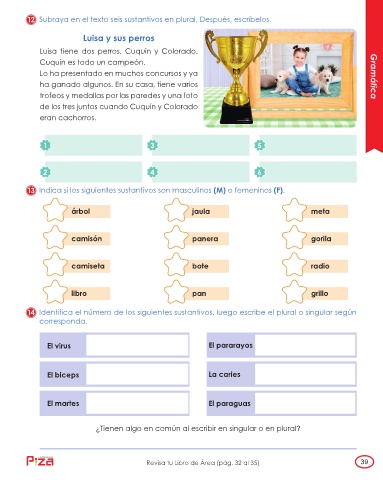 12 Subraya en el texto seis sustantivos en plural. Después, escríbelos.
Luisa y sus perros
Luisa tiene dos perros, Cuquín y Colorado.
Cuquín es todo un campeón.
Lo ha presentado en muchos concursos y ya
ha ganado algunos. En su casa, tiene varios
trofeos y medallas por las paredes y una foto
de los tres juntos cuando Cuquín y Colorado
eran cachorros.
Gramática
1 3 5
2 4 6
13 Indica si los siguientes sustantivos son masculinos (M) o femeninos (F).
árbol jaula meta
camisón panera gorila
camiseta bote radio
libro pan grillo
14 Identifica el número de los siguientes sustantivos, luego escribe el plural o singular según
corresponda.
El virus El pararayos
El biceps La caries
El martes El paraguas
¿Tienen algo en común al escribir en singular o en plural?
Revisa tu Libro de Área (pág. 32 al 35) 39